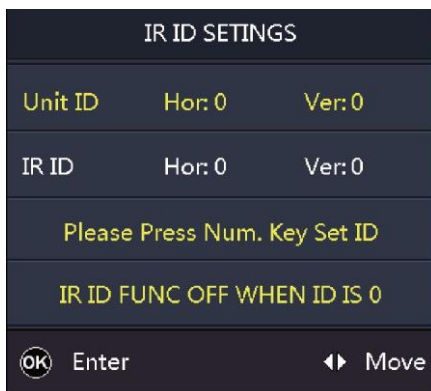 IR ID SETINGS
Unit ID Hor: 0 Ver: 0
IR ID Hor: 0 Ver: 0
Please Press Num. Key Set ID
IR ID FUNC OFF WHEN ID IS 0
OK Enter Move